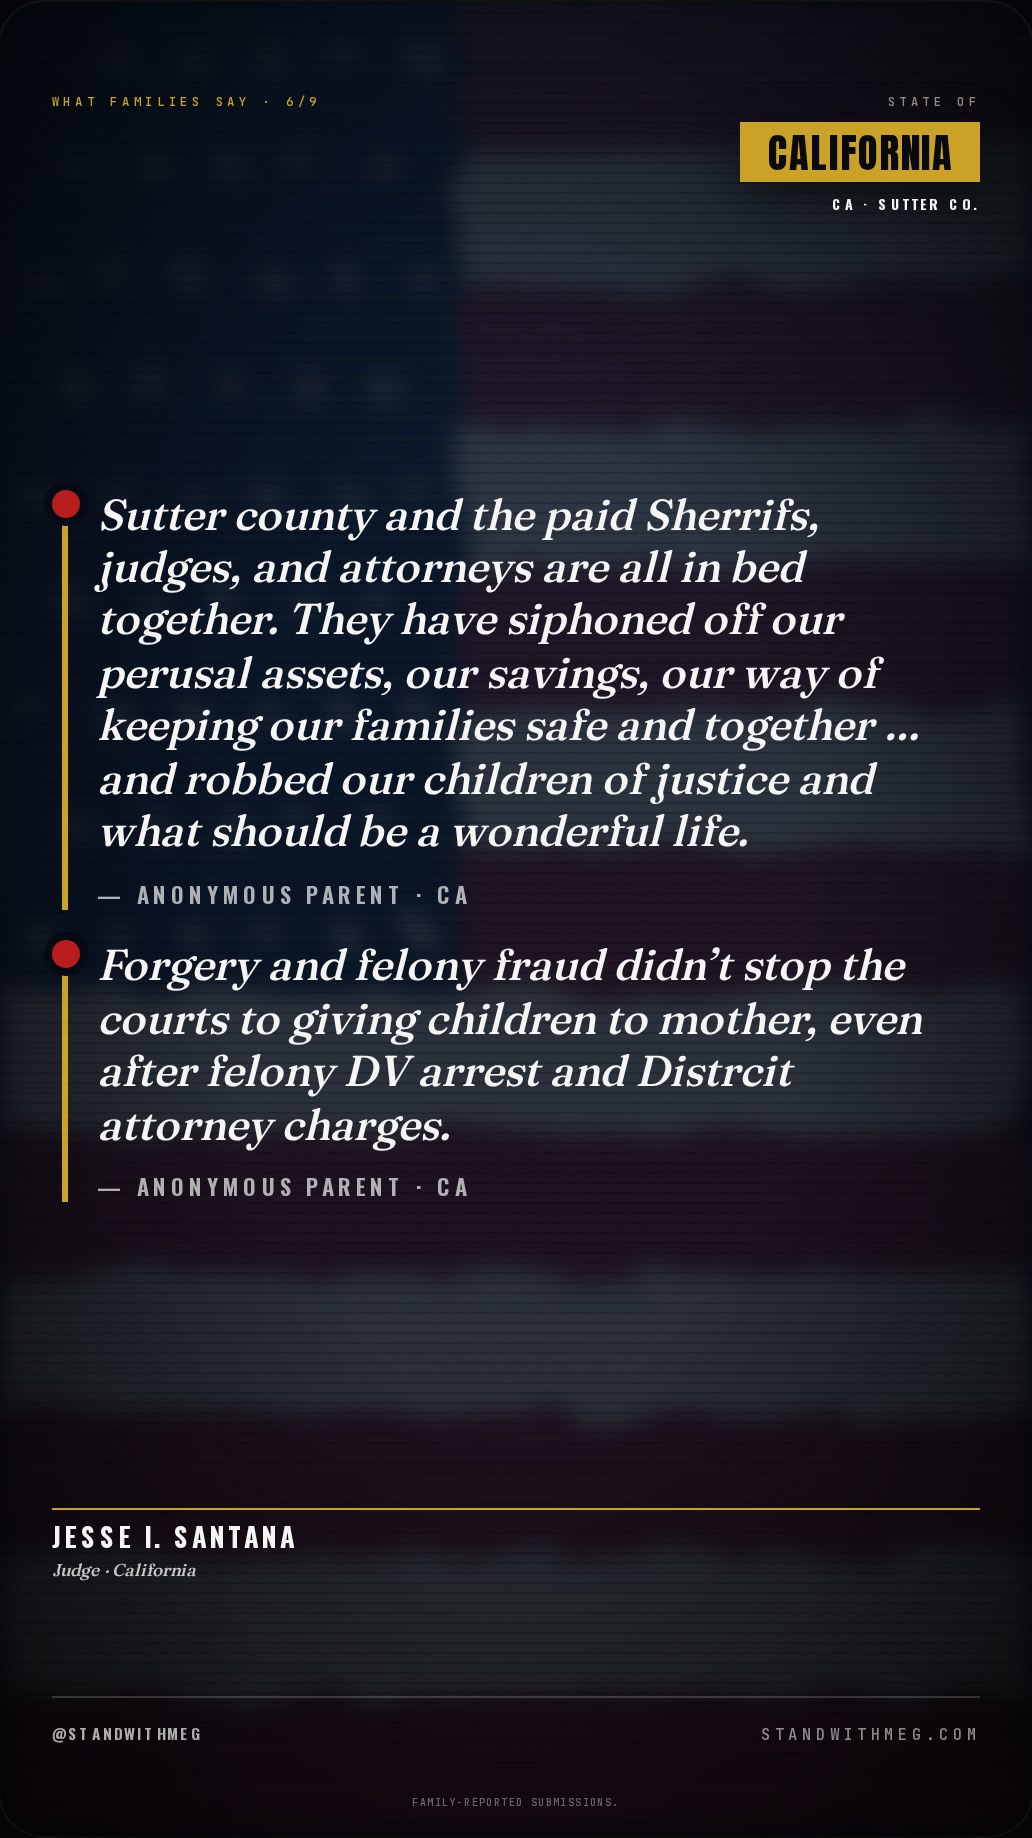 WHAT FAMILIES SAY · 6/9
STATE OF
CALIFORNIA
CA · SUTTER CO.
Sutter county and the paid Sherrifs,
judges, and attorneys are all in bed
together. They have siphoned off our
perusal assets, our savings, our way of
keeping our families safe and together ...
and robbed our children of justice and
what should be a wonderful life.
— ANONYMOUS PARENT · CA
Forgery and felony fraud didn’t stop the
courts to giving children to mother, even
after felony DV arrest and Distrcit
attorney charges.
— ANONYMOUS PARENT · CA
JESSE I. SANTANA
Judge · California
@STANDWITHMEG
STANDWITHMEG.COM
FAMILY-REPORTED SUBMISSIONS.